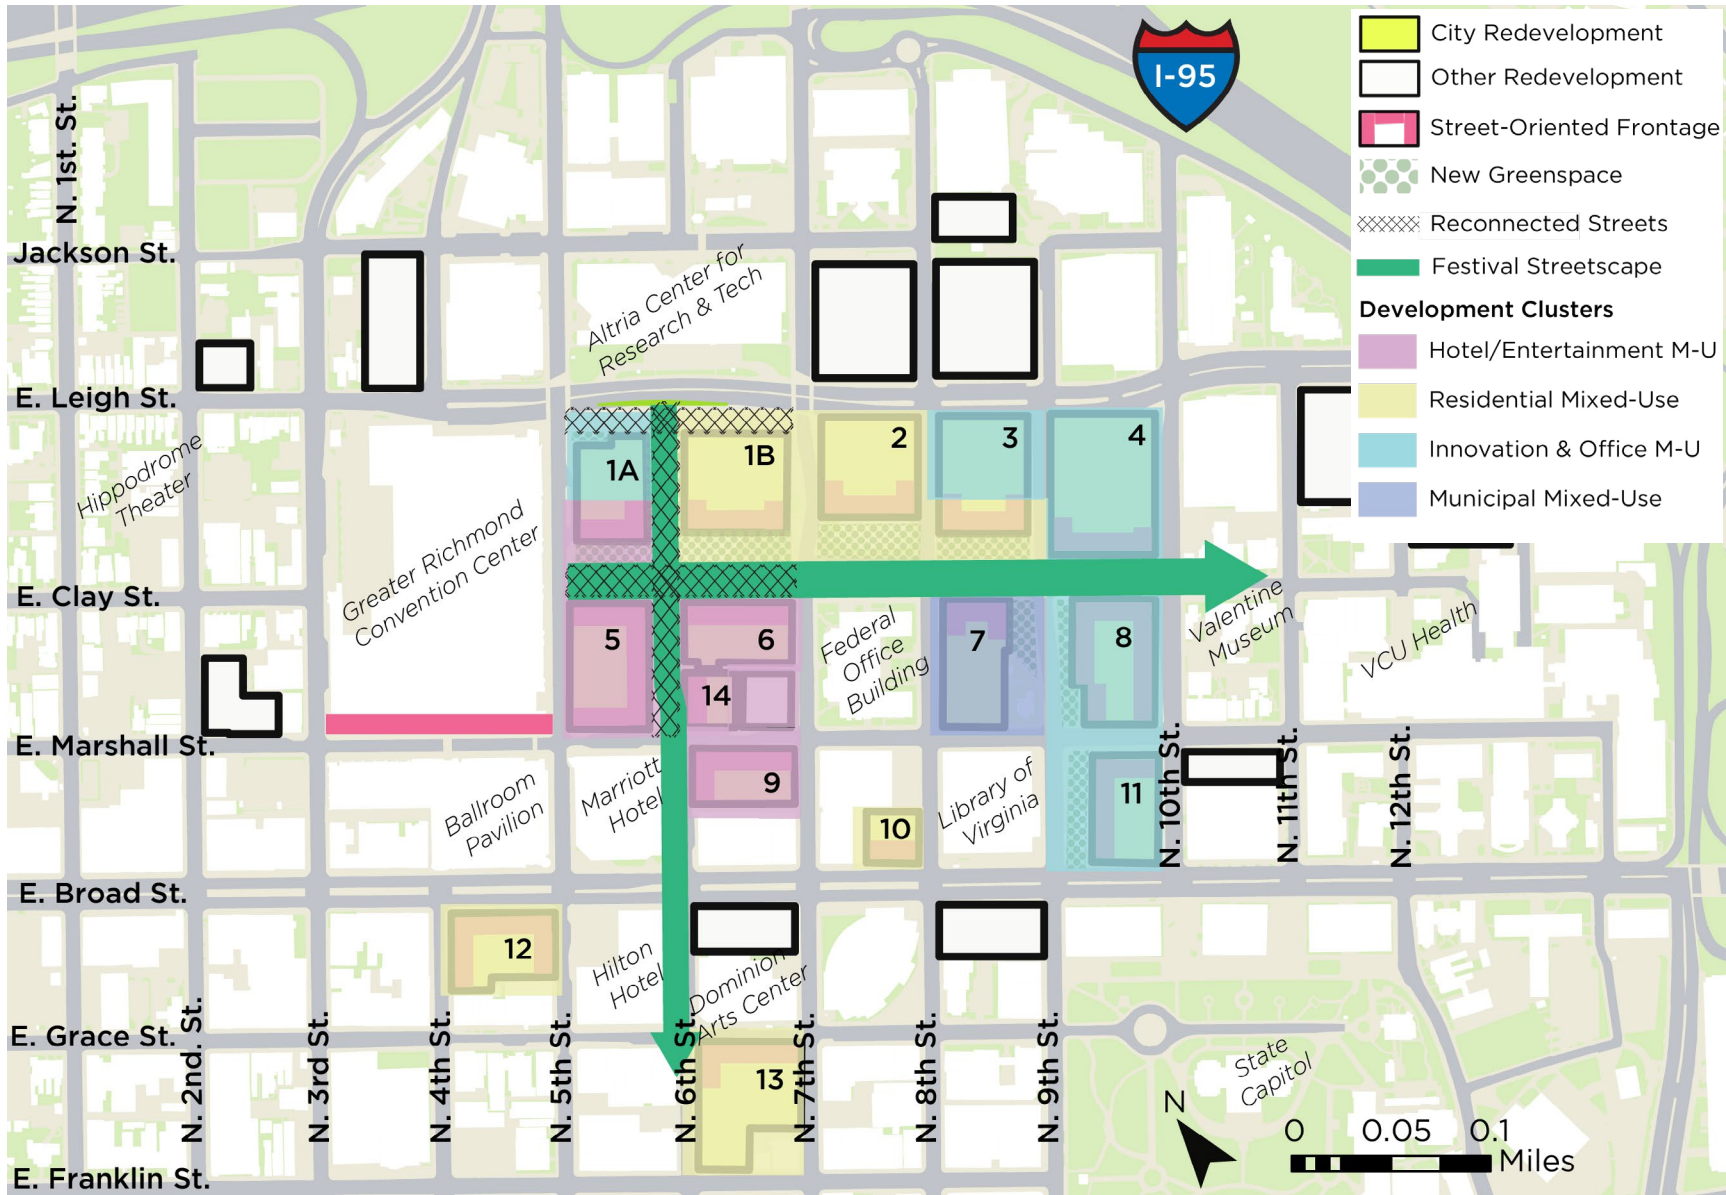 I-95
City Redevelopment
Other Redevelopment
Street-Oriented Frontage
New Greenspace
Reconnected Streets
Festival Streetscape
Development Clusters
Hotel/Entertainment M-U
Residential Mixed-Use
Innovation & Office M-U
Municipal Mixed-Use
N. 1st. St.
Jackson St.
Altria Center for
Research & Tech
E. Leigh St.
Hippodrome
Theater
1A
1B
2
3
4
Greater Richmond
Convention Center
E. Clay St.
5
6
Federal
Office
Building
7
8
Valentine
Museum
VCU Health
14
E. Marshall St.
Ballroom
Pavilion
Marriott
Hotel
9
10
Library of
Virginia
11
N. 10th St.
N. 11th St.
N. 12th St.
E. Broad St.
12
Hilton
Hotel
Dominion
Arts Center
E. Grace St.
13
State
Capitol
N. 2nd. St.
N. 3rd St.
N. 4th St.
N. 5th St.
N. 6th St.
N. 7th St.
N. 8th St.
N. 9th St.
N
0 0.05 0.1
Miles
E. Franklin St.